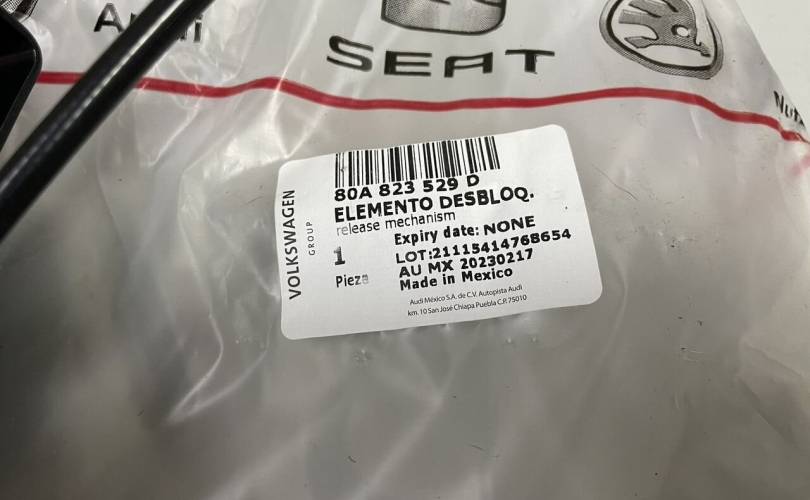 Audi
SEAT
VOLKSWAGEN
GROUP
80A 823 529 D
ELEMENTO DESBLOQ.
release mechanism
1
Pieza
Expiry date: NONE
LOT:21115414768654
AU MX 20230217
Made in Mexico
Audi México S.A. de C.V. Autopista Audi
km. 10 San José Chiapa Puebla C.P. 75010